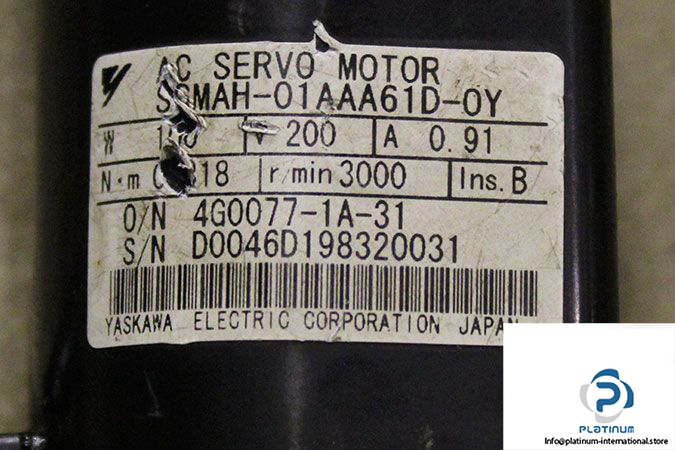 AC SERVO MOTOR
SGMAH-01AAA61D-0Y
W V 200 A 0.91
N·m r/min 3000 Ins. B
O/N 4G0077-1A-31
S/N D0046D198320031
YASKAWA ELECTRIC CORPORATION JAPAN
P
PLATINUM
info@platinum-international.store